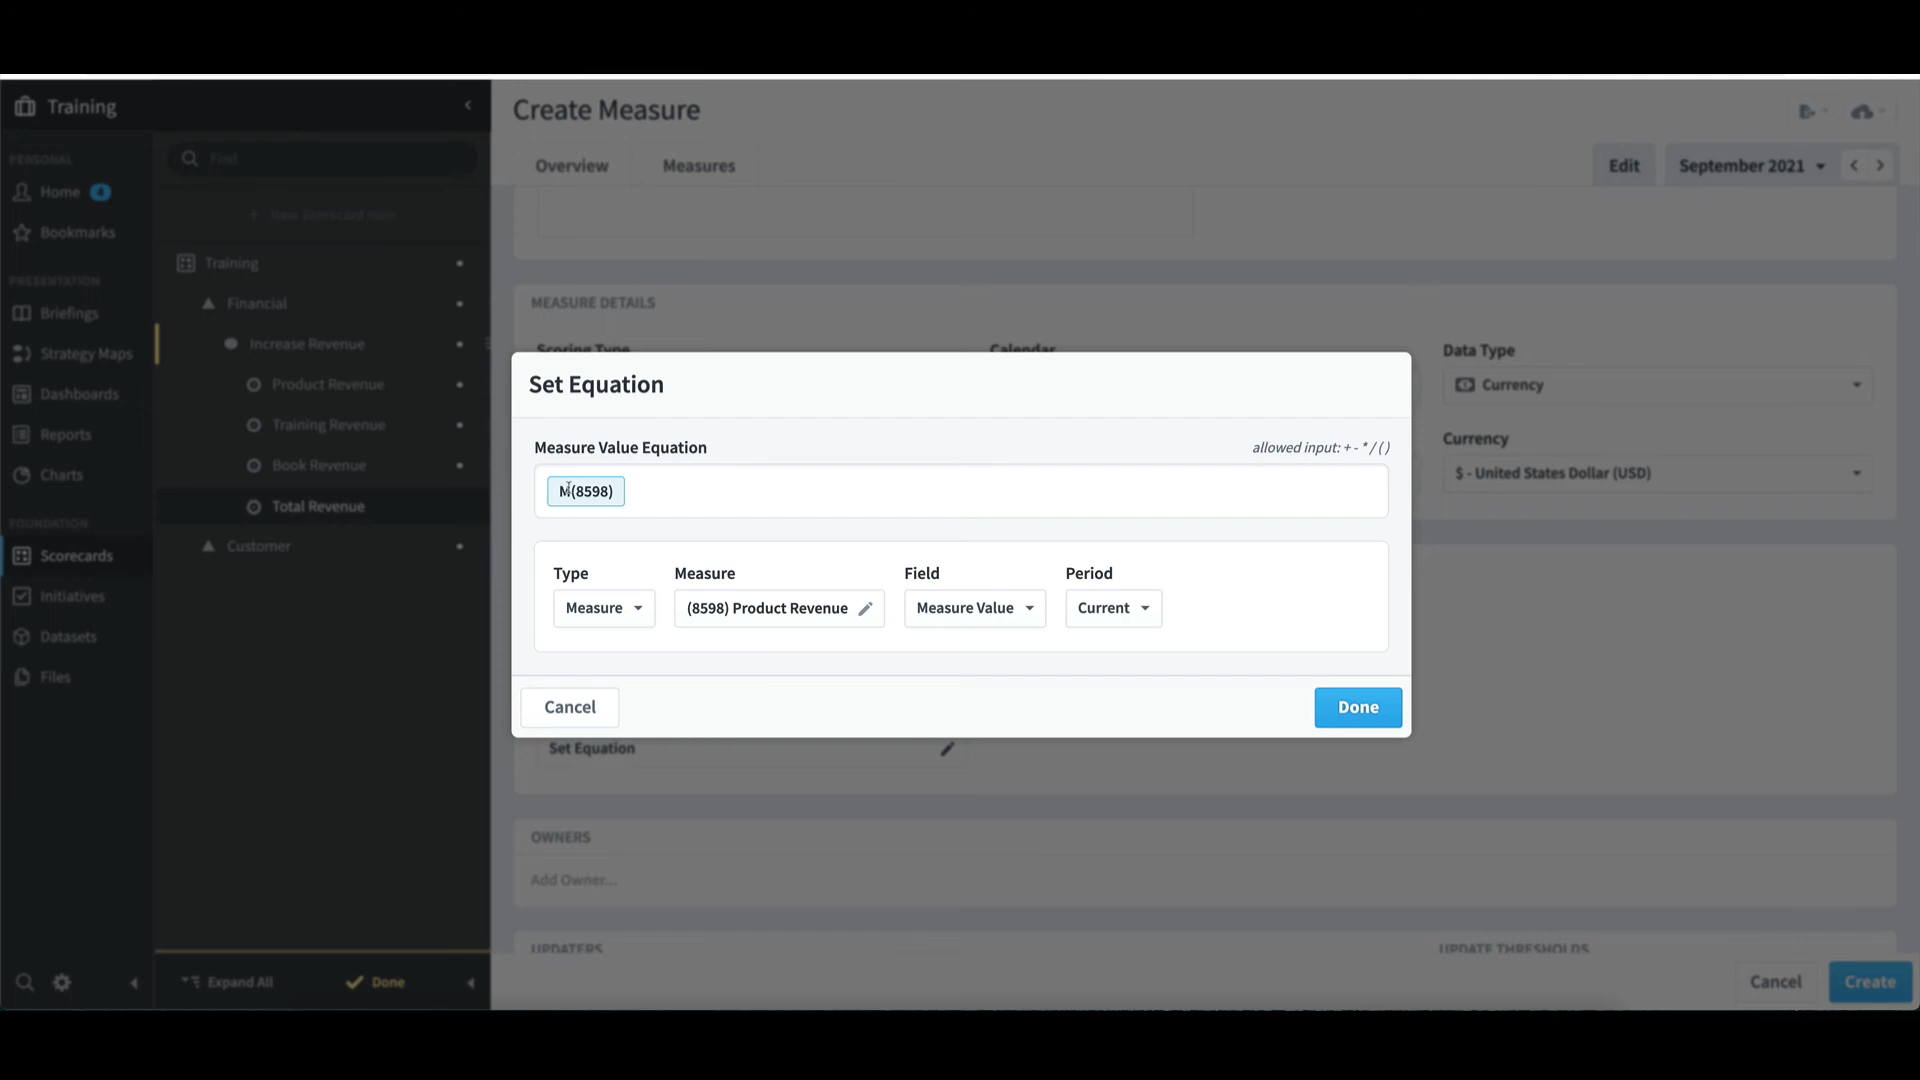 Training
Create Measure
PERSONAL
Home 4
Bookmarks
PRESENTATION
Briefings
Strategy Maps
Dashboards
Reports
Charts
FOUNDATION
Scorecards
Initiatives
Datasets
Files
Find
+ New Scorecard Item
Training
Financial
Increase Revenue
Product Revenue
Training Revenue
Book Revenue
Total Revenue
Customer
Expand All
Done
Overview
Measures
Edit
September 2021
MEASURE DETAILS
Scoring Type
Calendar
Data Type
Currency
Currency
$ - United States Dollar (USD)
Set Equation
Measure Value Equation
allowed input: + - * / ( )
M(8598)
Type
Measure
Field
Period
Measure
(8598) Product Revenue
Measure Value
Current
Cancel
Done
Set Equation
OWNERS
Add Owner...
UPDATERS
UPDATE THRESHOLDS
Cancel
Create